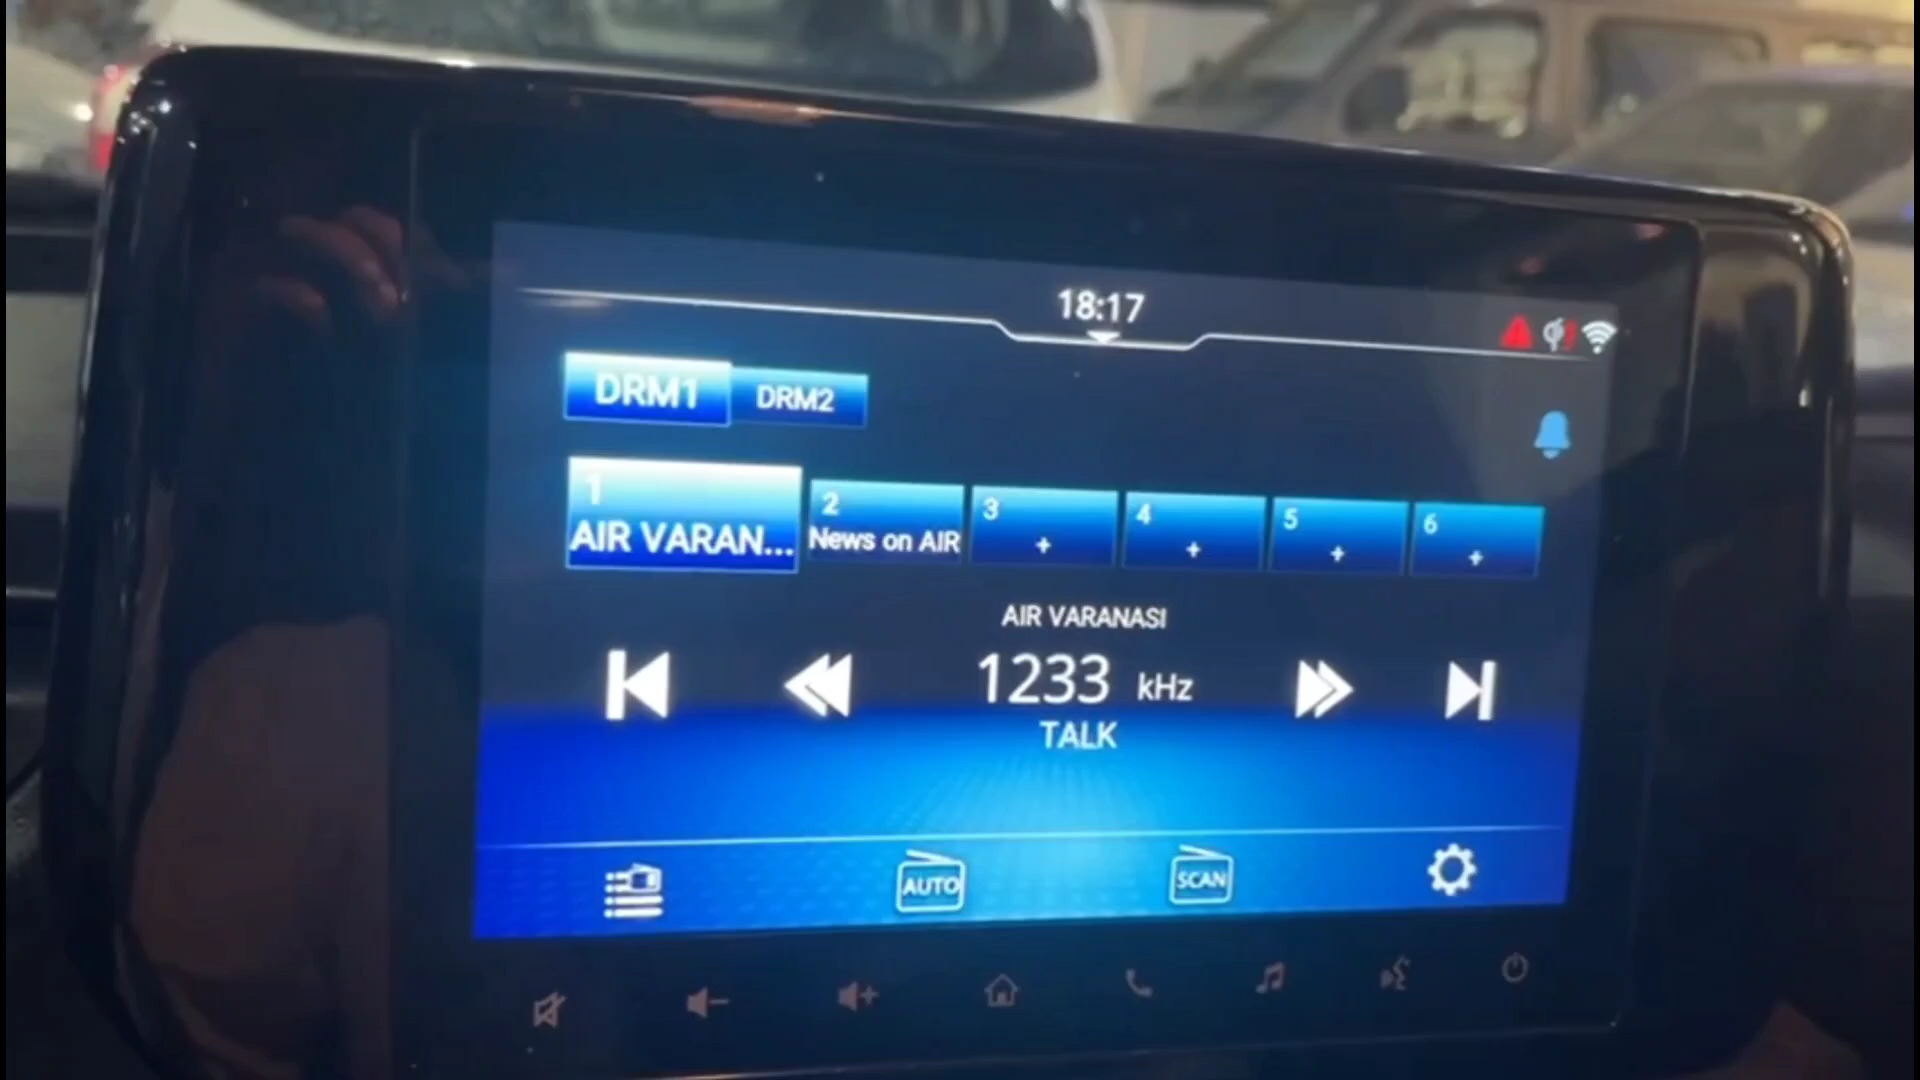 18:17
DRM1 DRM2
1 2 3 4 5 6
AIR VARAN... News on AIR + + + +
AIR VARANASI
1233 kHz
TALK
AUTO SCAN